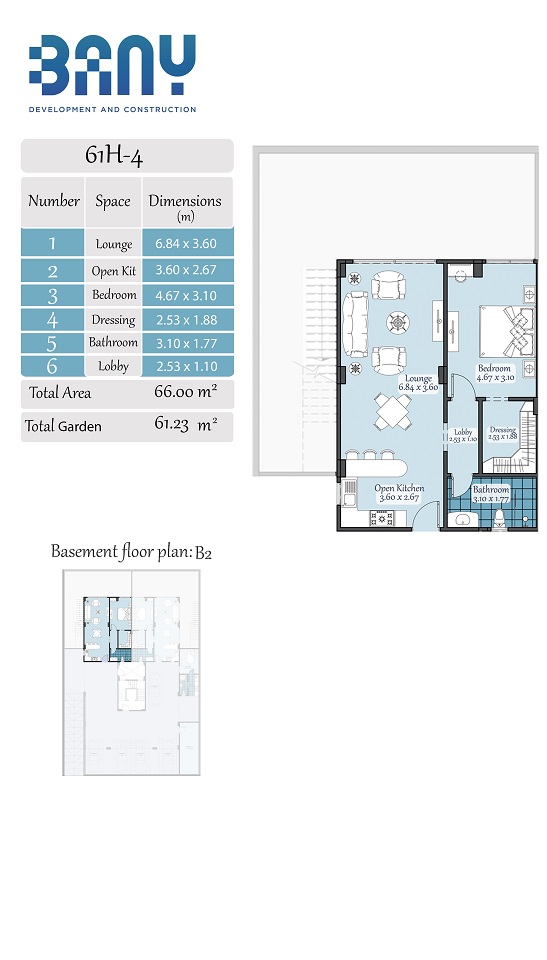 BANY
DEVELOPMENT AND CONSTRUCTION
61H-4
Number Space Dimensions (m)
1 Lounge 6.84 x 3.60
2 Open Kit 3.60 x 2.67
3 Bedroom 4.67 x 3.10
4 Dressing 2.53 x 1.88
5 Bathroom 3.10 x 1.77
6 Lobby 2.53 x 1.10
Total Area 66.00 m²
Total Garden 61.23 m²
Bedroom
4.67 x 3.10
Lounge
6.84 x 3.60
Lobby
2.53 x 1.10
Dressing
2.53 x 1.88
Open Kitchen
3.60 x 2.67
Bathroom
3.10 x 1.77
Basement floor plan: B2